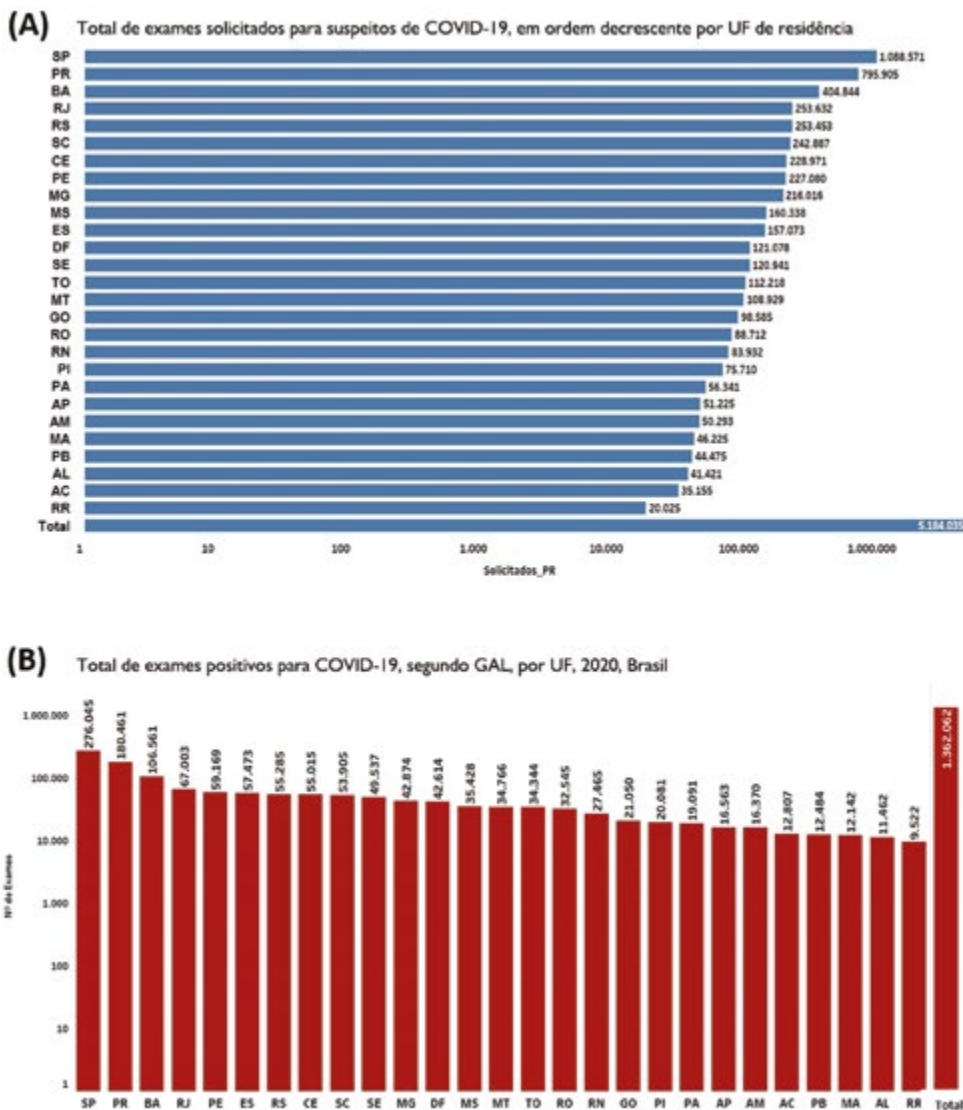 (A) Total de exames solicitados para suspeitos de COVID-19, em ordem decrescente por UF de residência
SP 1.088.571
PR 795.905
BA 404.844
RJ 253.632
RS 253.453
SC 242.887
CE 228.971
PE 227.080
MG 216.016
MS 160.338
ES 157.073
DF 121.078
SE 120.941
TO 112.218
MT 108.929
GO 98.585
RO 88.712
RN 83.932
PI 75.710
PA 56.341
AP 51.225
AM 50.293
MA 46.225
PB 44.475
AL 41.421
AC 35.155
RR 20.025
Total 5.184.035
1 10 100 1.000 10.000 100.000 1.000.000
Solicitados_PR
(B) Total de exames positivos para COVID-19, segundo GAL, por UF, 2020, Brasil
Nº de Exames
1.000.000
100.000
10.000
1.000
100
10
1
276.045 180.461 106.561 67.003 59.169 57.473 55.285 55.015 53.905 49.537 42.874 42.614 35.428 34.766 34.344 32.545 27.465 21.050 20.081 19.091 16.563 16.370 12.807 12.484 12.142 11.462 9.522 1.362.062
SP PR BA RJ PE ES RS CE SC SE MG DF MS MT TO RO RN GO PI PA AP AM AC PB MA AL RR Total